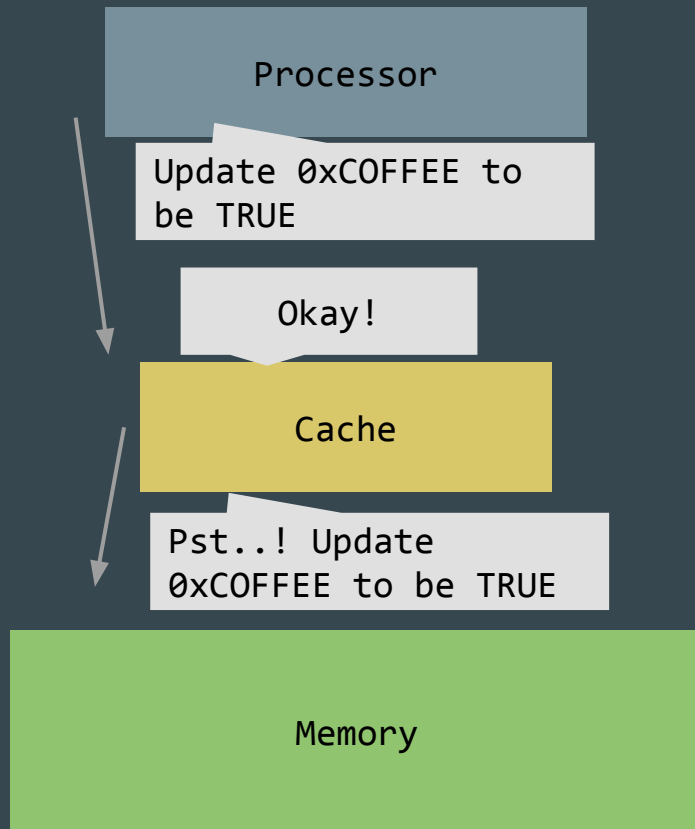 Processor
Update 0xCOFFEE to
be TRUE
Okay!
Cache
Pst..! Update
0xCOFFEE to be TRUE
Memory